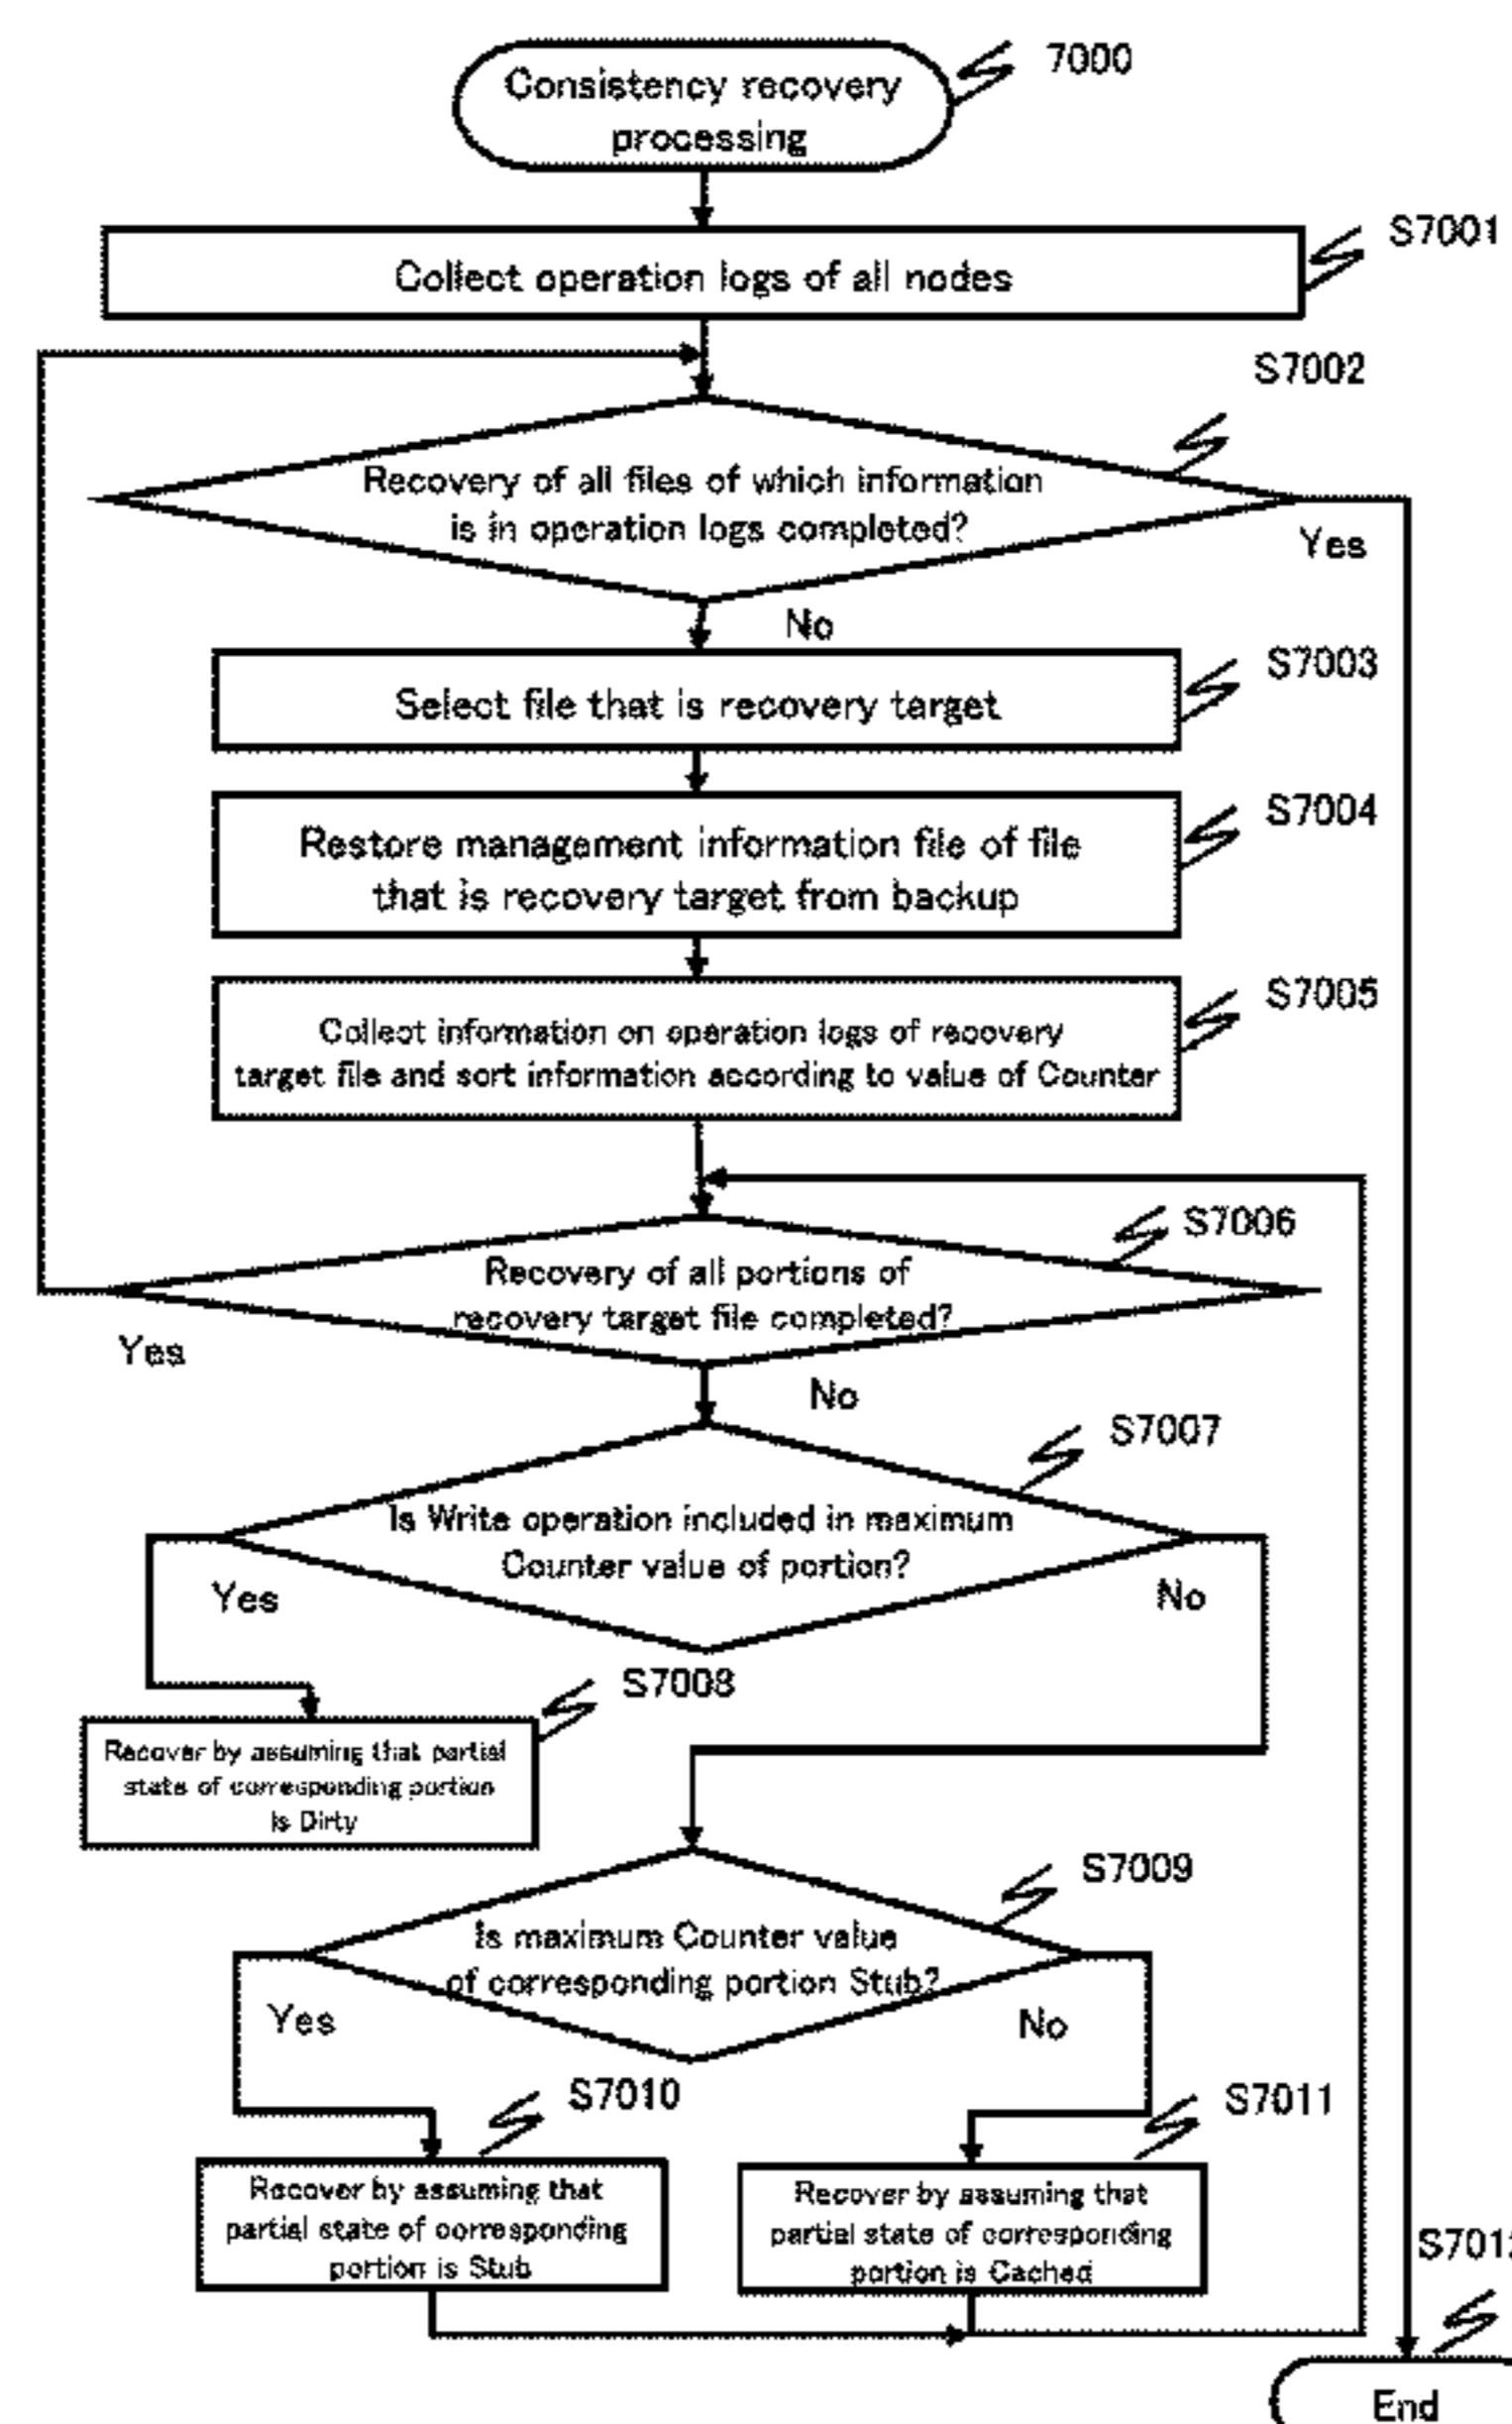 Consistency recovery
processing
7000
Collect operation logs of all nodes
S7001
S7002
Recovery of all files of which information
is in operation logs completed?
Yes
No
Select file that is recovery target
S7003
Restore management information file of file
that is recovery target from backup
S7004
Collect information on operation logs of recovery
target file and sort information according to value of Counter
S7005
S7006
Recovery of all portions of
recovery target file completed?
Yes
No
S7007
Is Write operation included in maximum
Counter value of portion?
Yes
No
S7008
Recover by assuming that partial
state of corresponding portion
is Dirty
S7009
Is maximum Counter value
of corresponding portion Stub?
Yes
No
S7010
S7011
Recover by assuming that
partial state of corresponding
portion is Stub
Recover by assuming that
partial state of corresponding
portion is Cached
End